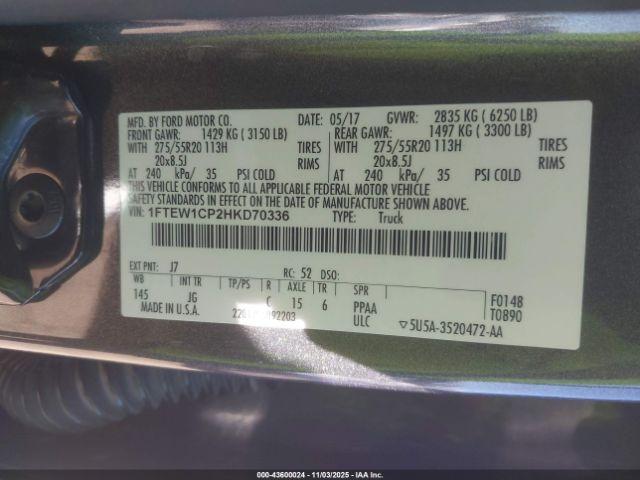 MFD. BY FORD MOTOR CO. DATE: 05/17 GVWR: 2835 KG ( 6250 LB)
FRONT GAWR: 1429 KG ( 3150 LB) REAR GAWR: 1497 KG ( 3300 LB)
WITH 275/55R20 113H TIRES WITH 275/55R20 113H TIRES
20x8.5J RIMS 20x8.5J RIMS
AT 240 kPa/ 35 PSI COLD AT 240 kPa/ 35 PSI COLD
THIS VEHICLE CONFORMS TO ALL APPLICABLE FEDERAL MOTOR VEHICLE
SAFETY STANDARDS IN EFFECT ON THE DATE OF MANUFACTURE SHOWN ABOVE.
VIN: 1FTEW1CP2HKD70336 TYPE: Truck
EXT PNT: J7 RC: 52 DSO:
WB INT TR TP/PS R AXLE TR SPR
145 JG C 15 6 PPAA F0148
MADE IN U.S.A. 092203 ULC T0890
5U5A-3520472-AA
000-43600024 - 11/03/2025 - IAAI.CA